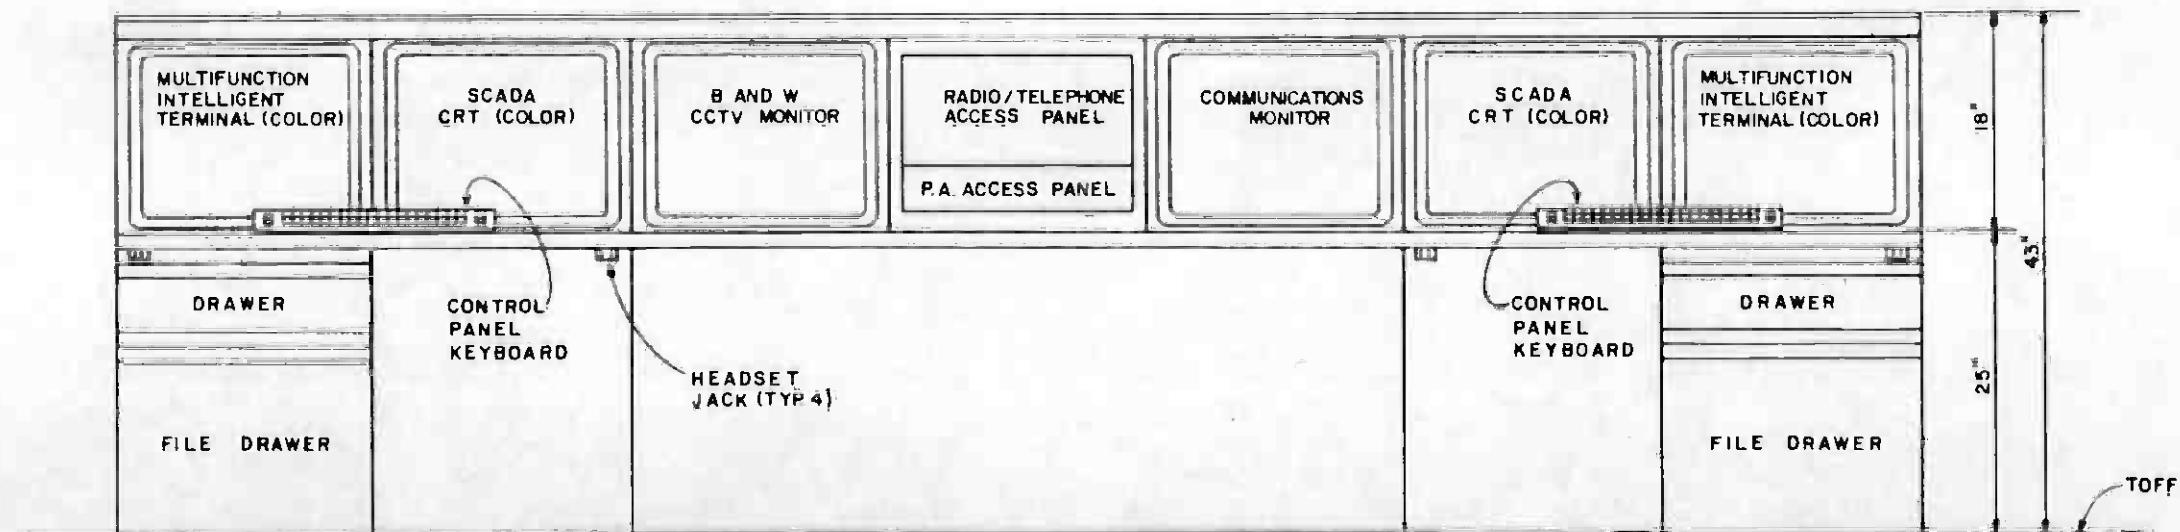 MULTIFUNCTION
INTELLIGENT
TERMINAL (COLOR)
SCADA
CRT (COLOR)
B AND W
CCTV MONITOR
RADIO/TELEPHONE
ACCESS PANEL
P.A. ACCESS PANEL
COMMUNICATIONS
MONITOR
SCADA
CRT (COLOR)
MULTIFUNCTION
INTELLIGENT
TERMINAL (COLOR)
18"
43"
25"
DRAWER
CONTROL
PANEL
KEYBOARD
HEADSET
JACK (TYP. 4)
CONTROL
PANEL
KEYBOARD
DRAWER
FILE DRAWER
FILE DRAWER
TOFF